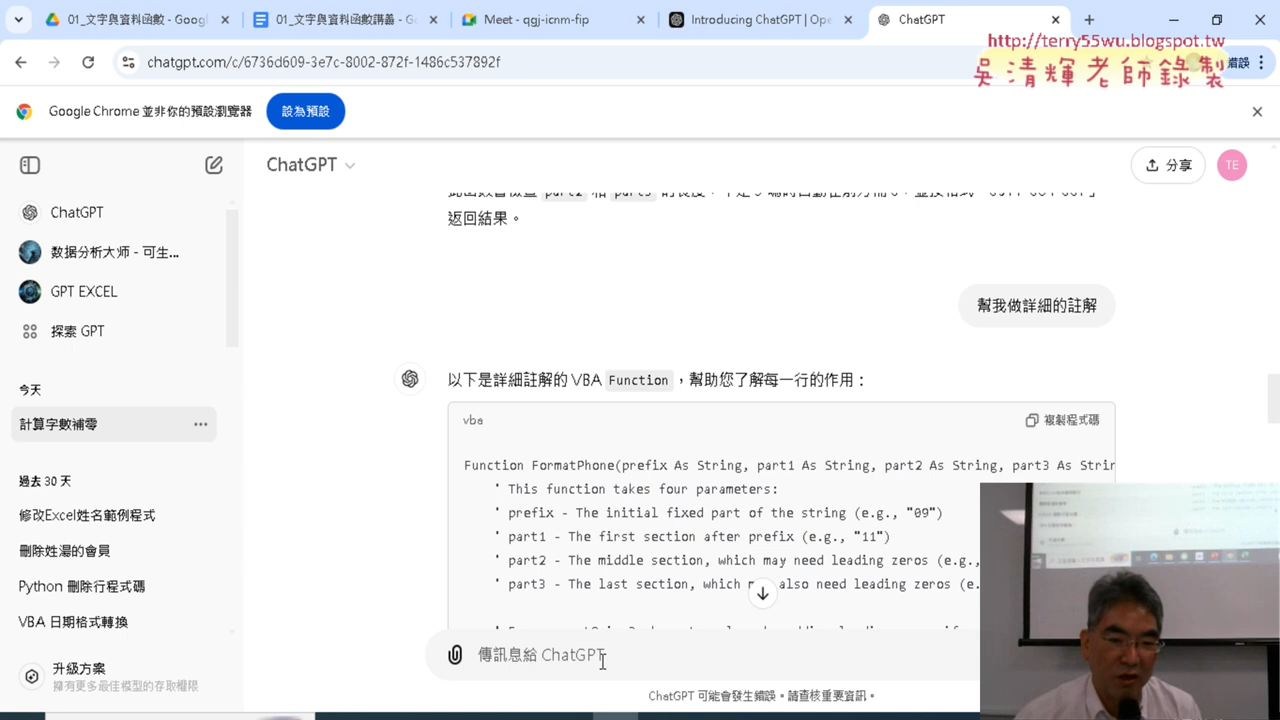 01_文字與資料函數 - Googl
01_文字與資料函數講義 - Go
Meet - qgj-icnm-fip
Introducing ChatGPT | Ope
ChatGPT
http://terry55wu.blogspot.tw
chatgpt.com/c/6736d609-3e7c-8002-872f-1486c537892f
吳清輝老師錄製
錯誤
Google Chrome 並非你的預設瀏覽器
設為預設
ChatGPT
分享
TE
ChatGPT
数据分析大师 - 可生...
GPT EXCEL
探索 GPT
今天
計算字數補零
過去 30 天
修改Excel姓名範例程式
刪除姓湯的會員
Python 刪除行程式碼
VBA 日期格式轉換
升級方案
擁有更多最佳模型的存取權限
返回結果。
幫我做詳細的註解
以下是詳細註解的 VBA Function，幫助您了解每一行的作用：
vba
複製程式碼
Function FormatPhone(prefix As String, part1 As String, part2 As String, part3 As Strin
' This function takes four parameters:
' prefix - The initial fixed part of the string (e.g., "09")
' part1 - The first section after prefix (e.g., "11")
' part2 - The middle section, which may need leading zeros (e.g.,
' part3 - The last section, which may also need leading zeros (e.
傳訊息給 ChatGPT
ChatGPT 可能會發生錯誤。請查核重要資訊。